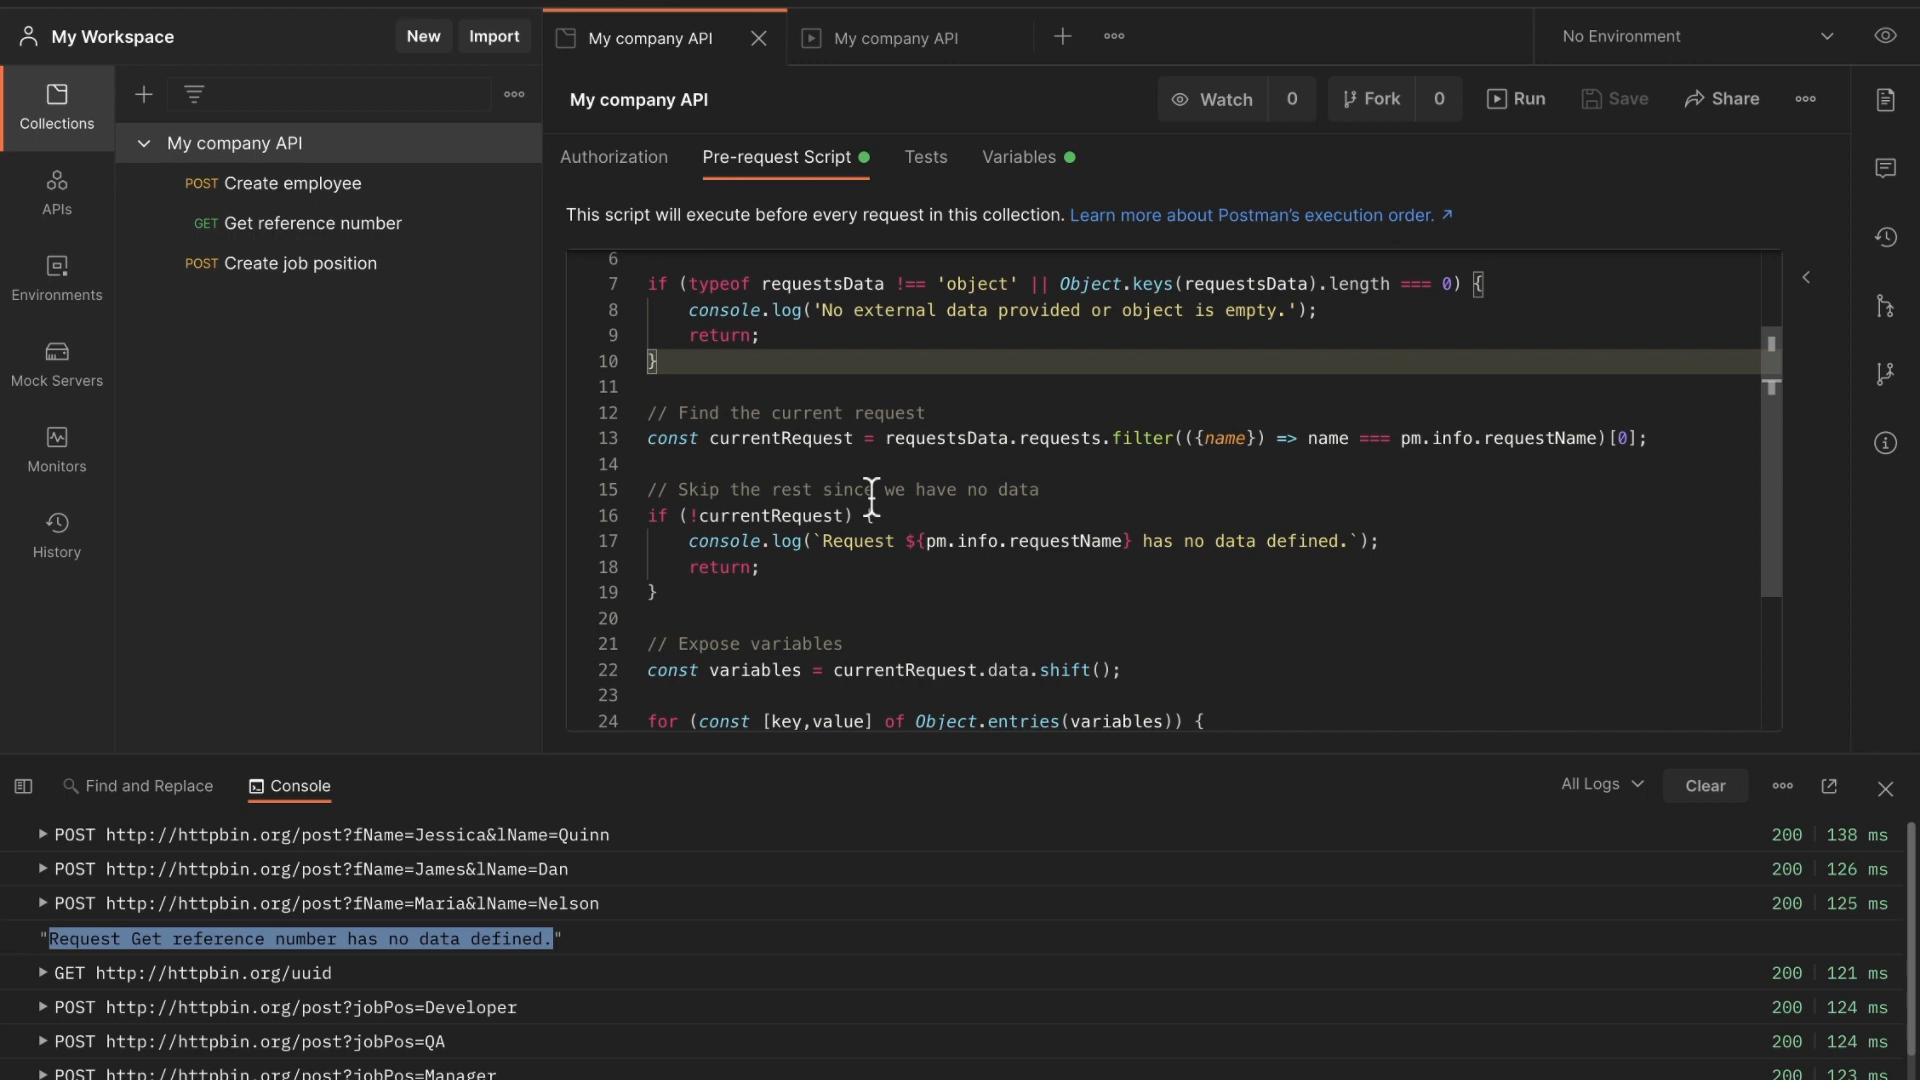 My Workspace
New
Import
My company API
My company API
No Environment
Collections
APIs
Environments
Mock Servers
Monitors
History
My company API
POST Create employee
GET Get reference number
POST Create job position
My company API
Watch 0
Fork 0
Run
Save
Share
Authorization
Pre-request Script
Tests
Variables
This script will execute before every request in this collection. Learn more about Postman's execution order. ↗
6
7 if (typeof requestsData !== 'object' || Object.keys(requestsData).length === 0) {
8 console.log('No external data provided or object is empty.');
9 return;
10 }
11
12 // Find the current request
13 const currentRequest = requestsData.requests.filter(({name}) => name === pm.info.requestName)[0];
14
15 // Skip the rest since we have no data
16 if (!currentRequest) {
17 console.log(`Request ${pm.info.requestName} has no data defined.`);
18 return;
19 }
20
21 // Expose variables
22 const variables = currentRequest.data.shift();
23
24 for (const [key,value] of Object.entries(variables)) {
Find and Replace
Console
All Logs
Clear
POST http://httpbin.org/post?fName=Jessica&lName=Quinn 200 138 ms
POST http://httpbin.org/post?fName=James&lName=Dan 200 126 ms
POST http://httpbin.org/post?fName=Maria&lName=Nelson 200 125 ms
"Request Get reference number has no data defined."
GET http://httpbin.org/uuid 200 121 ms
POST http://httpbin.org/post?jobPos=Developer 200 124 ms
POST http://httpbin.org/post?jobPos=QA 200 124 ms
POST http://httpbin.org/post?jobPos=Manager 200 123 ms